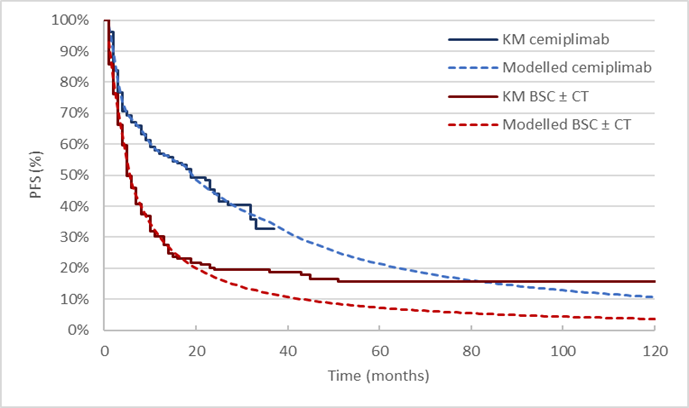 100%
90%
80%
70%
60%
50%
40%
30%
20%
10%
0%
PFS (%)
KM cemiplimab
Modelled cemiplimab
KM BSC ± CT
Modelled BSC ± CT
0 20 40 60 80 100 120
Time (months)